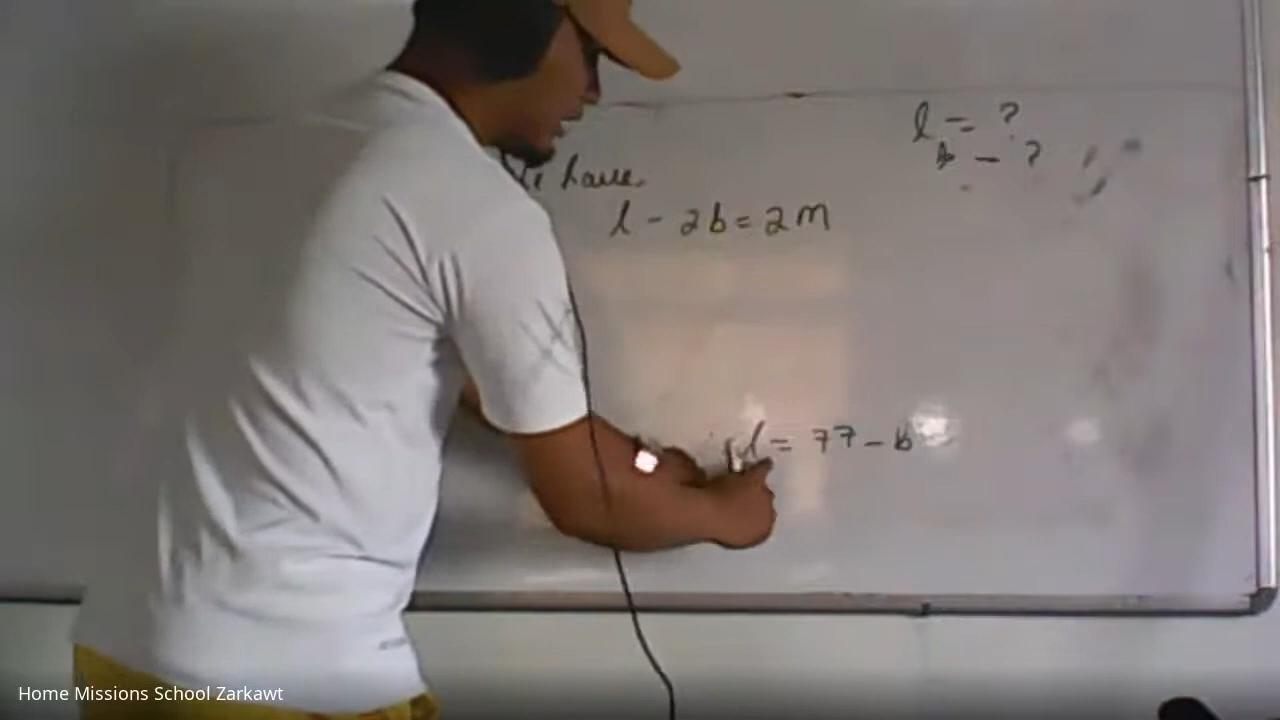 l = ?
b - ?
have
l - 2b = 2m
l = 77 - b
Home Missions School Zarkawt